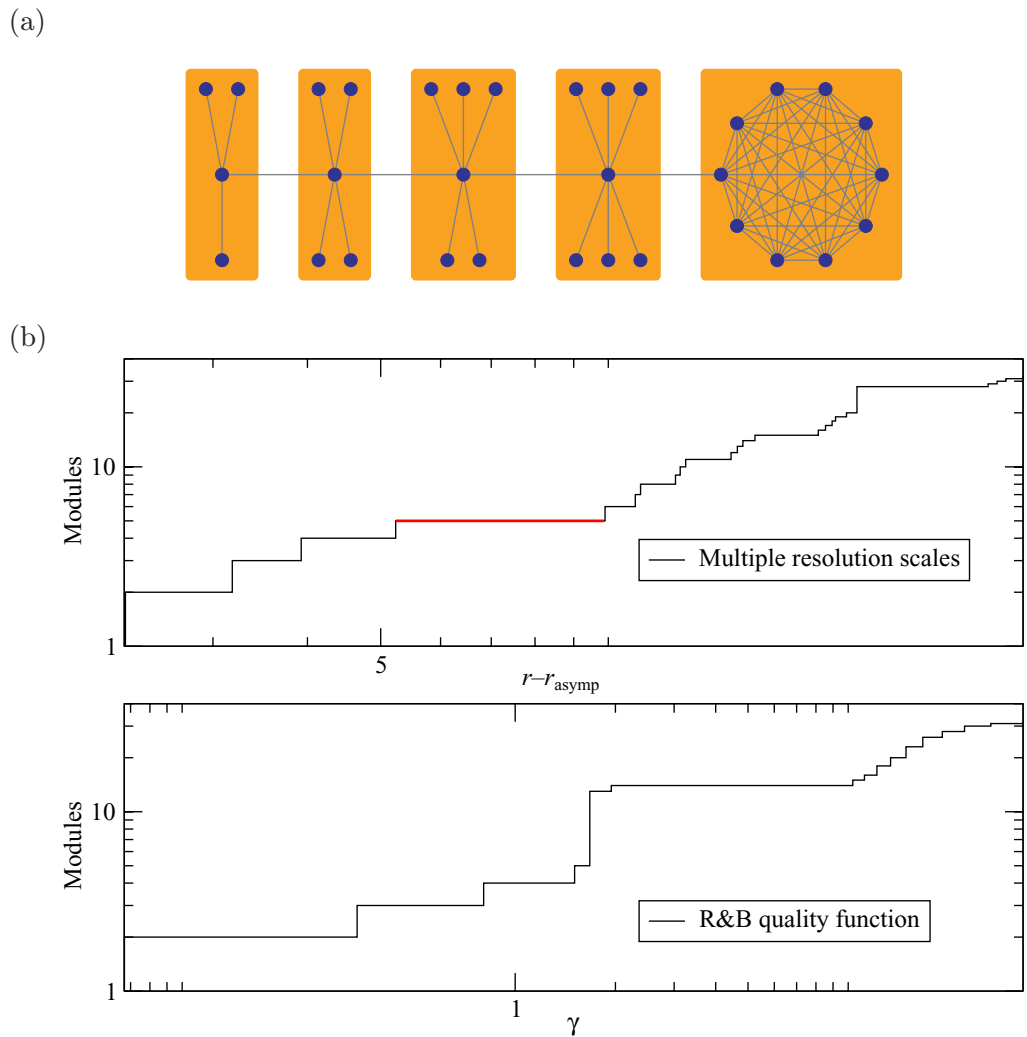 (a)
(b)
Modules
10
1
Multiple resolution scales
5
r–r_asymp
Modules
10
1
R&B quality function
1
γ